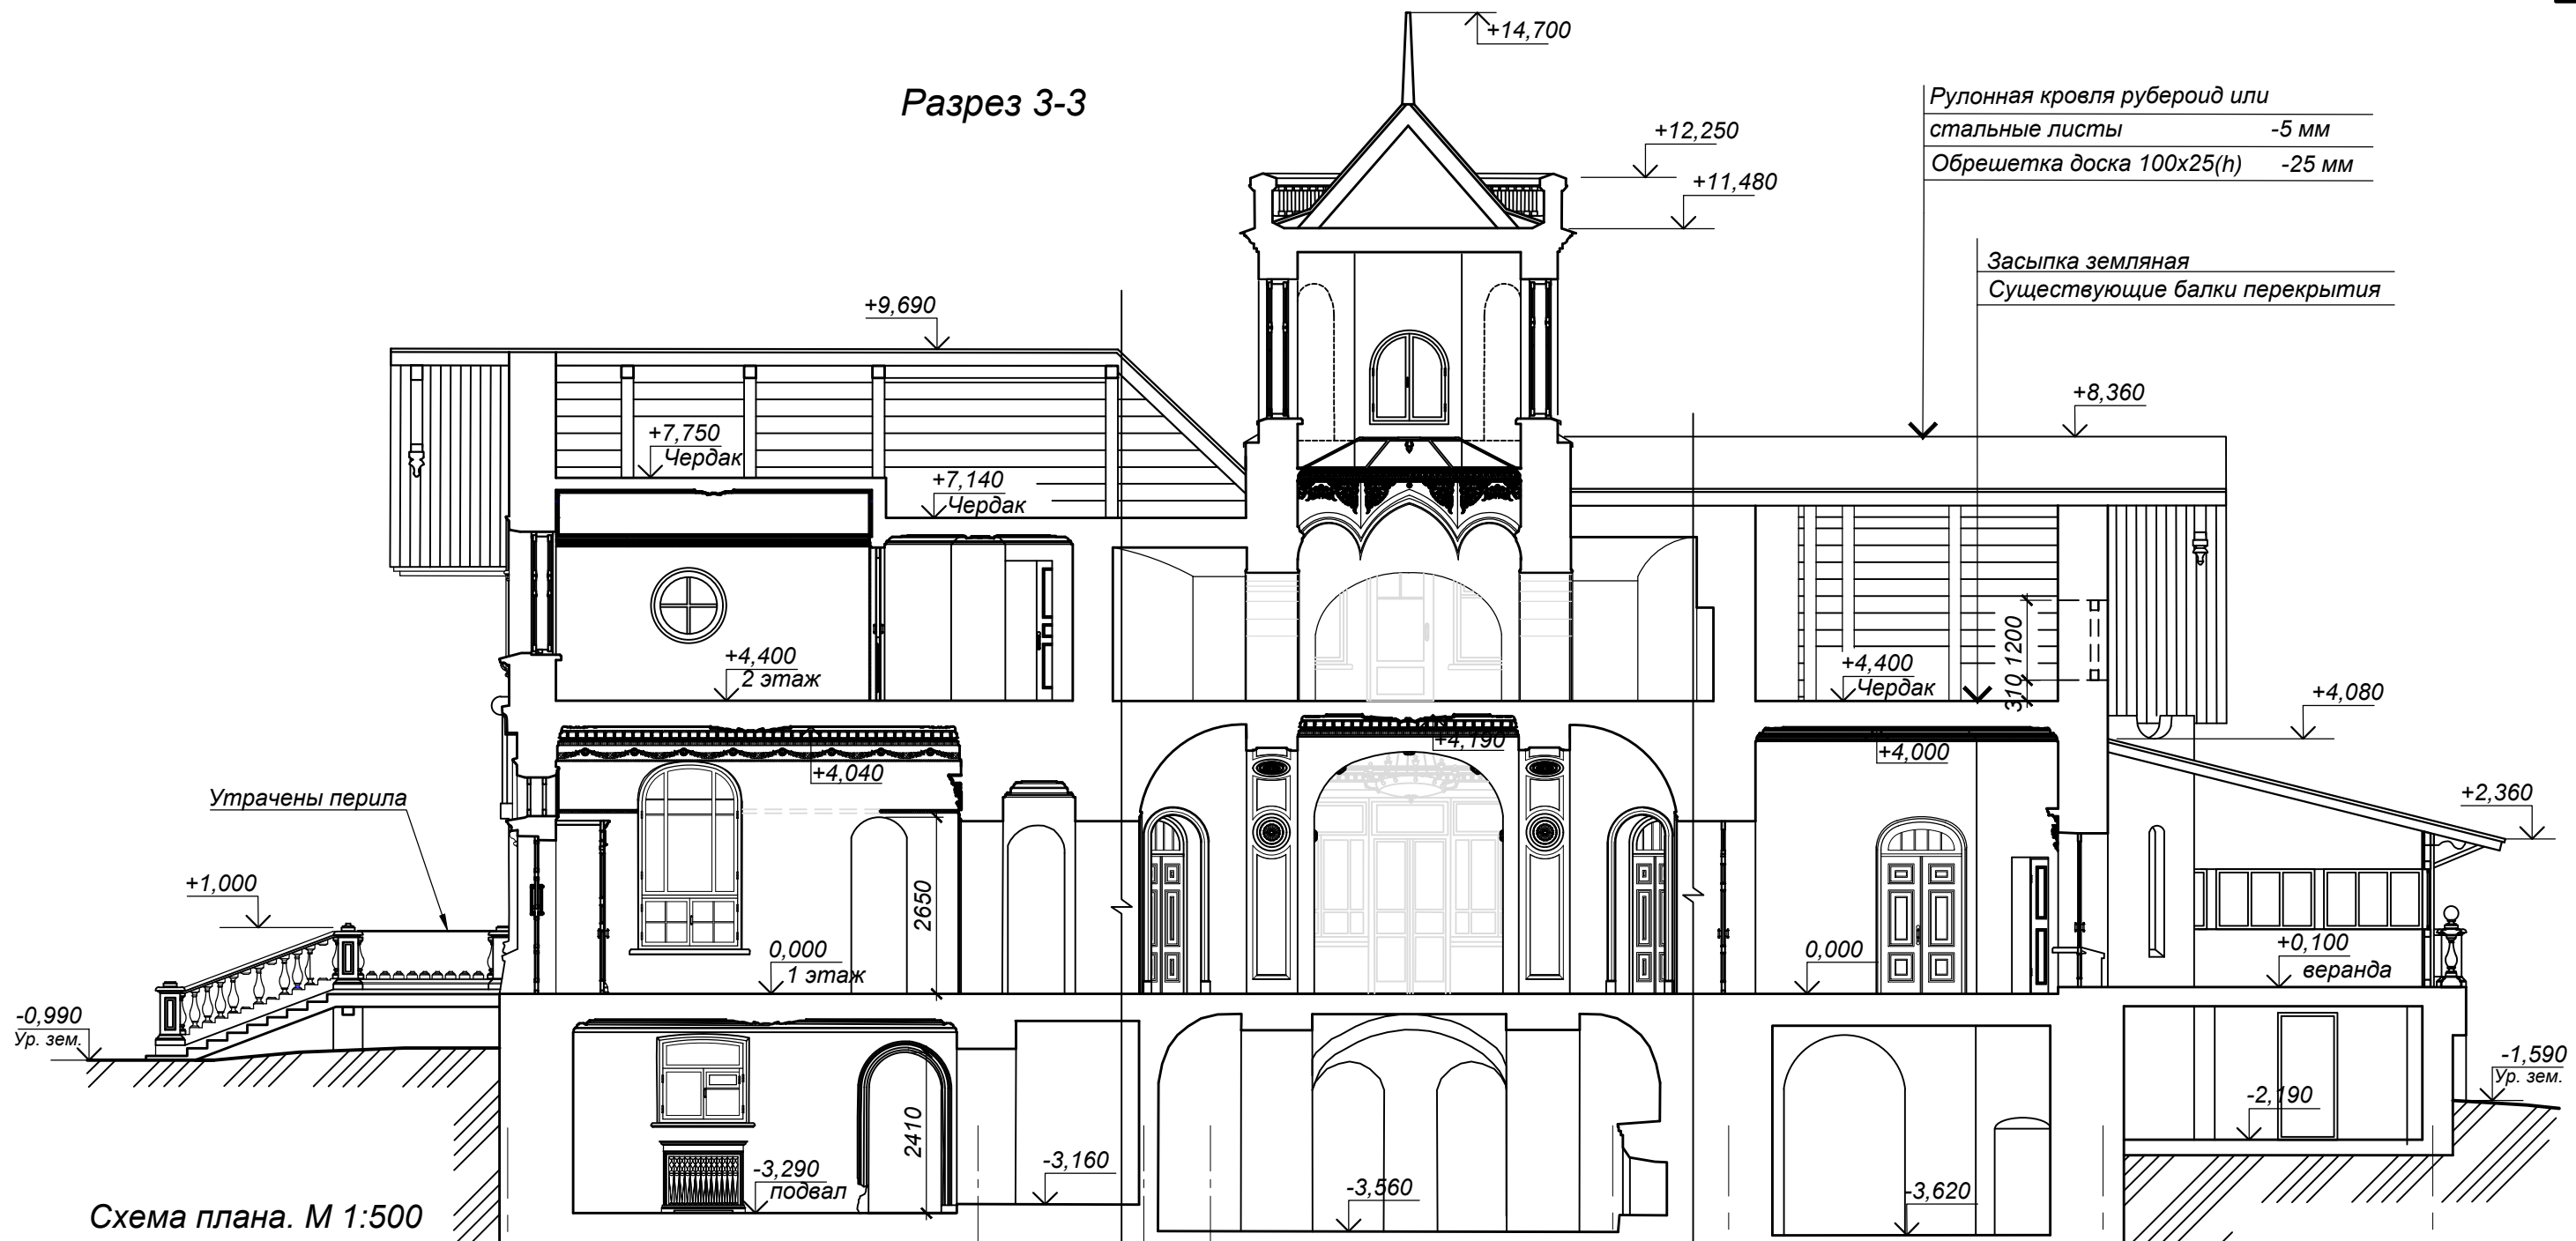 +14,700
Разрез 3-3
Рулонная кровля рубероид или
стальные листы -5 мм
Обрешетка доска 100х25(h) -25 мм
+12,250
+11,480
Засыпка земляная
Существующие балки перекрытия
+9,690
+8,360
+7,750
Чердак
+7,140
Чердак
1200
310
+4,400
2 этаж
+4,400
Чердак
+4,080
+4,190
+4,000
+4,040
Утрачены перила
+2,360
+1,000
2650
0,000
1 этаж
0,000
+0,100
веранда
-0,990
Ур. зем.
-1,590
Ур. зем.
2410
-2,190
-3,290
подвал
-3,160
-3,560
-3,620
Схема плана. М 1:500